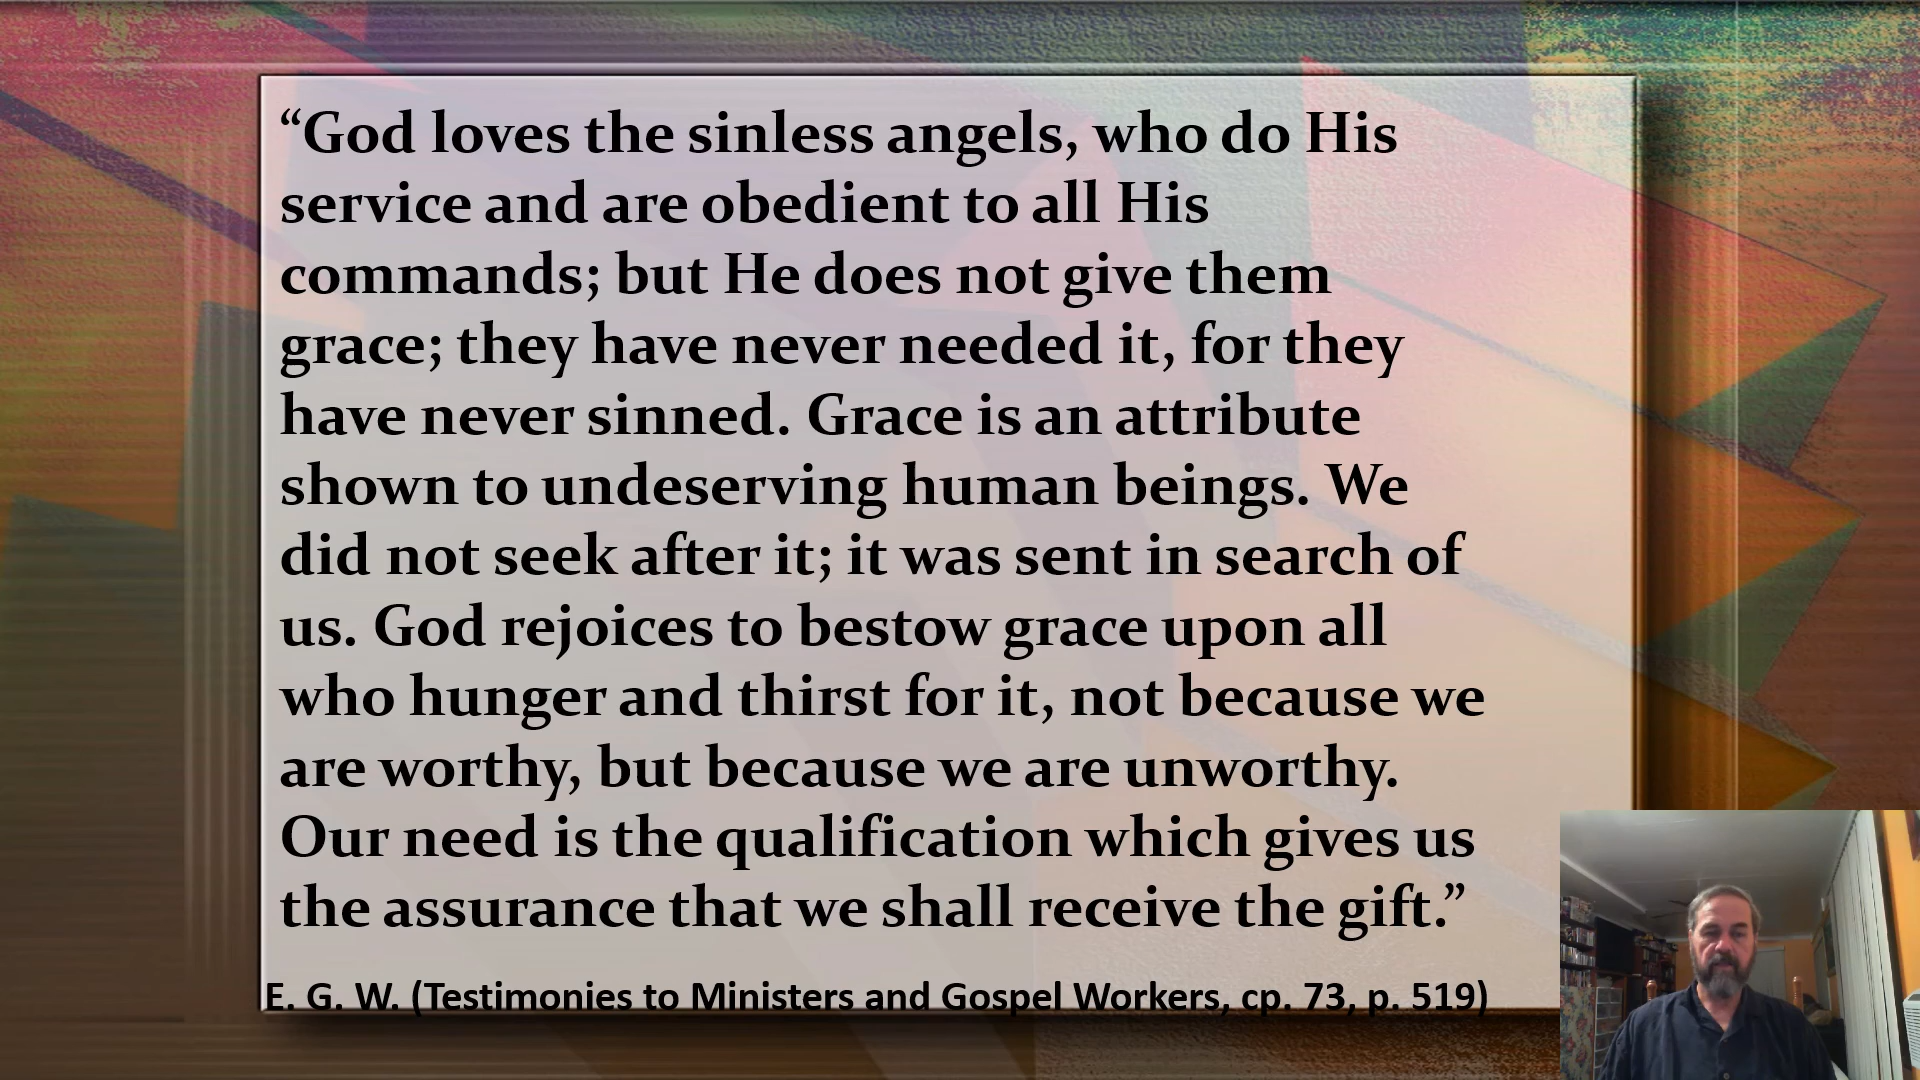 “God loves the sinless angels, who do His
service and are obedient to all His
commands; but He does not give them
grace; they have never needed it, for they
have never sinned. Grace is an attribute
shown to undeserving human beings. We
did not seek after it; it was sent in search of
us. God rejoices to bestow grace upon all
who hunger and thirst for it, not because we
are worthy, but because we are unworthy.
Our need is the qualification which gives us
the assurance that we shall receive the gift.”
E. G. W. (Testimonies to Ministers and Gospel Workers, cp. 73, p. 519)